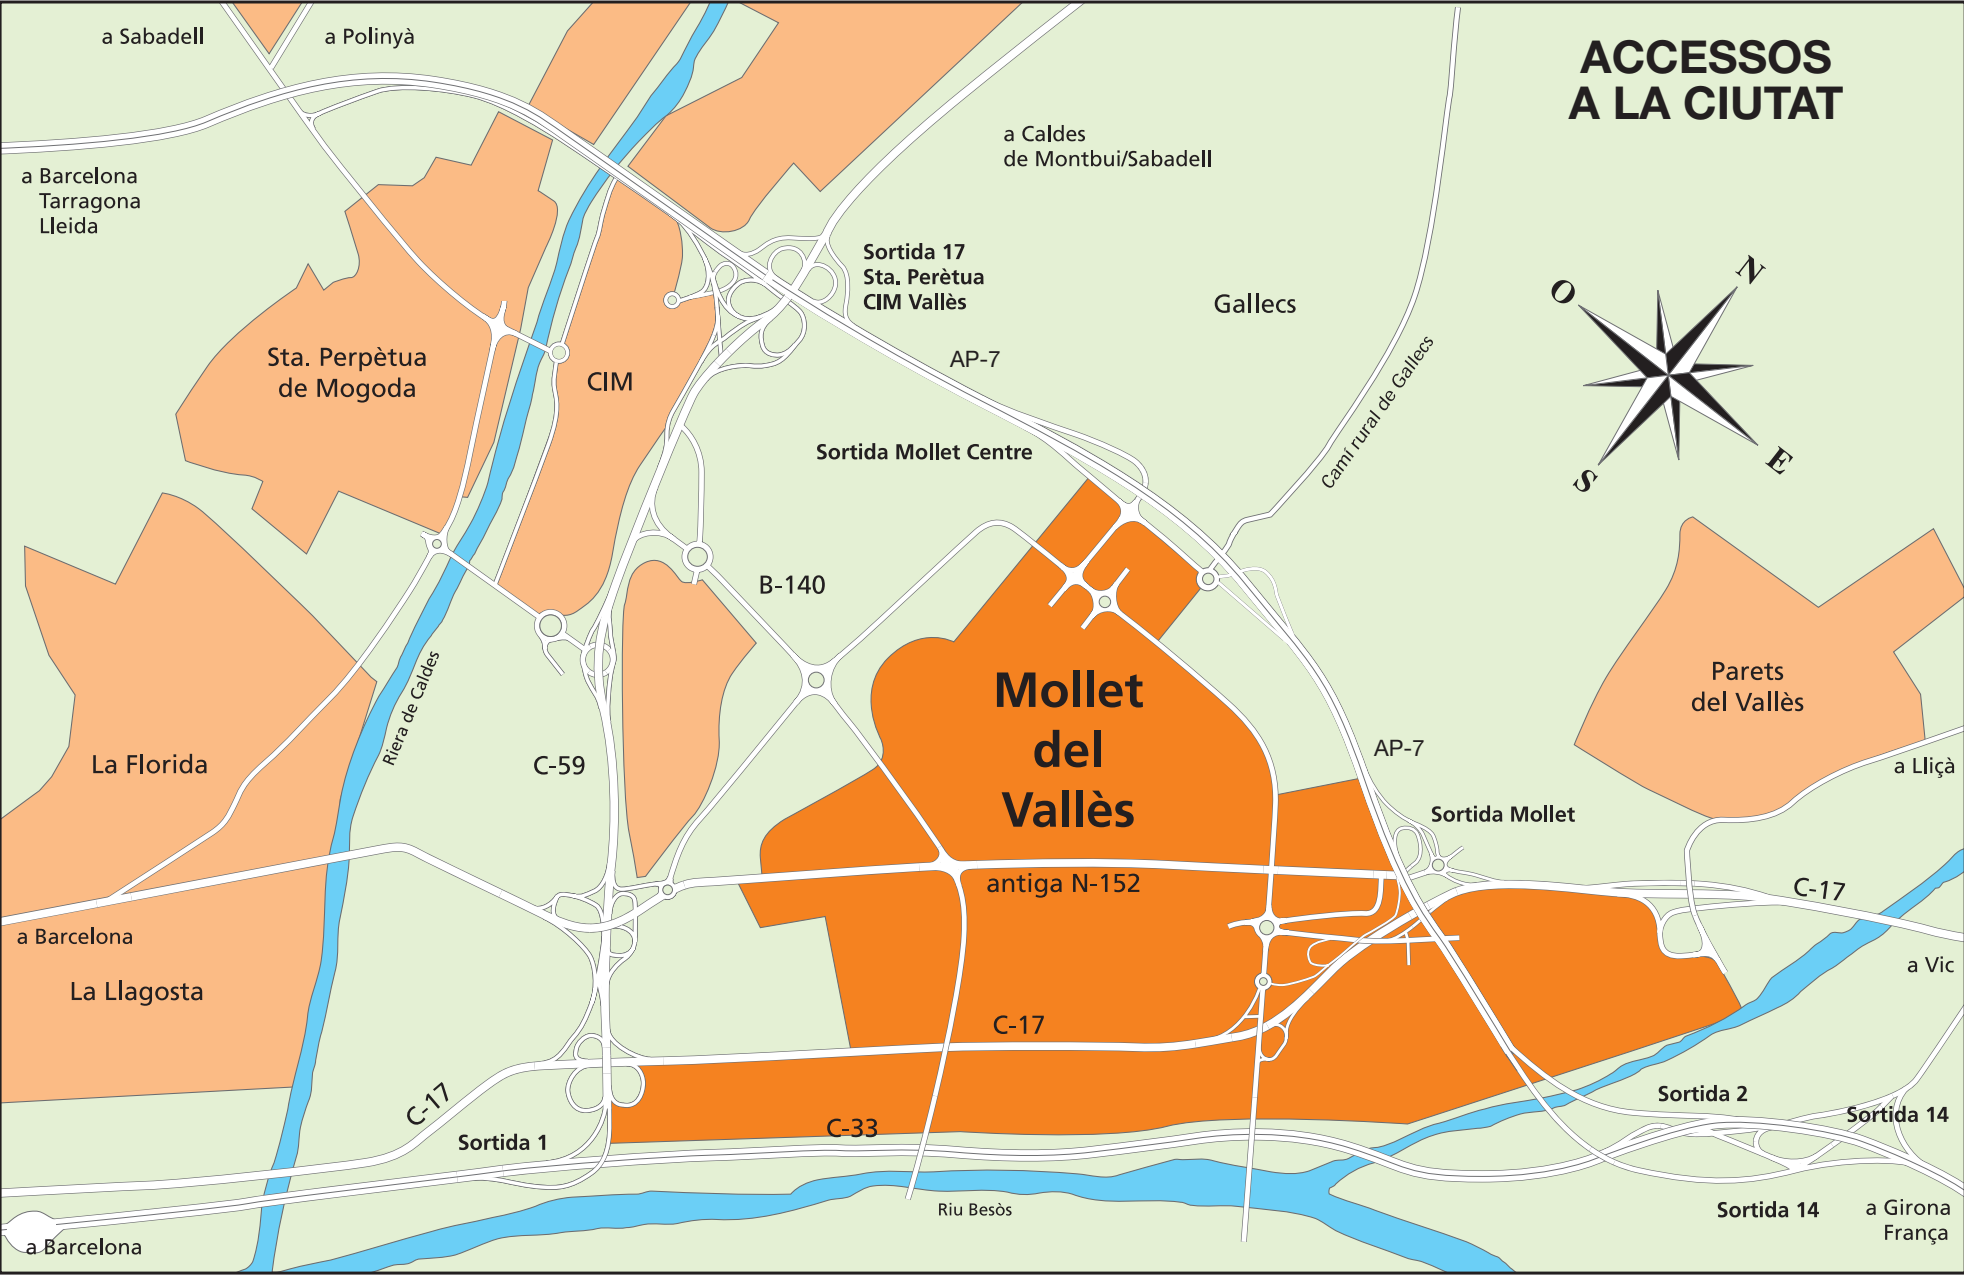 ACCESSOS
A LA CIUTAT
a Sabadell
a Polinyà
a Barcelona
Tarragona
Lleida
a Caldes
de Montbui/Sabadell
Sortida 17
Sta. Perètua
CIM Vallès
Gallecs
N
O
E
S
AP-7
Camí rural de Gallecs
Sta. Perpètua
de Mogoda
CIM
Sortida Mollet Centre
B-140
Mollet
del
Vallès
Parets
del Vallès
Riera de Caldes
La Florida
C-59
AP-7
a Lliçà
Sortida Mollet
antiga N-152
C-17
a Barcelona
a Vic
La Llagosta
C-17
C-17
Sortida 2
Sortida 14
C-33
Sortida 1
Riu Besòs
Sortida 14
a Girona
França
a Barcelona